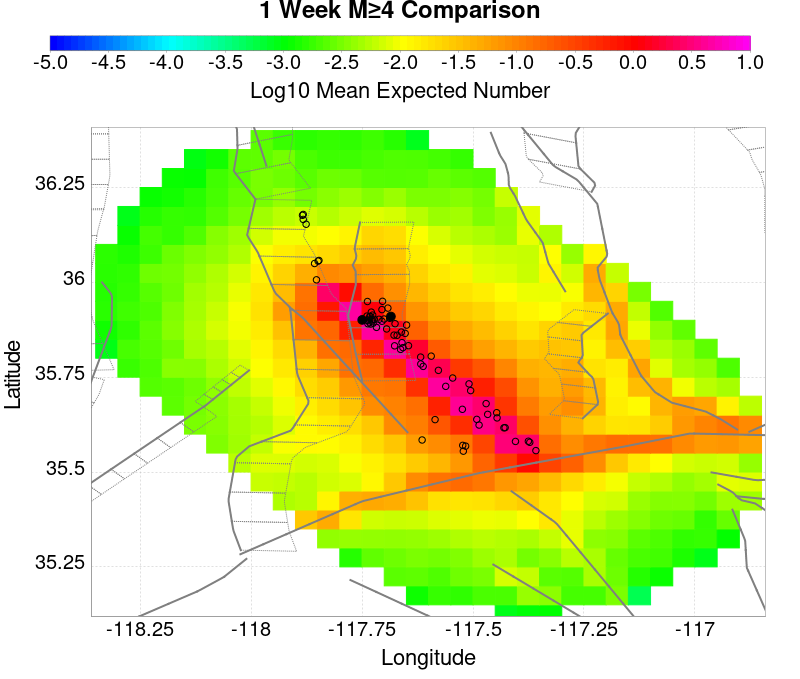 1 Week M≥4 Comparison
-5.0 -4.5 -4.0 -3.5 -3.0 -2.5 -2.0 -1.5 -1.0 -0.5 0.0 0.5 1.0
Log10 Mean Expected Number
36.25
36
35.75
35.5
35.25
Latitude
-118.25 -118 -117.75 -117.5 -117.25 -117
Longitude